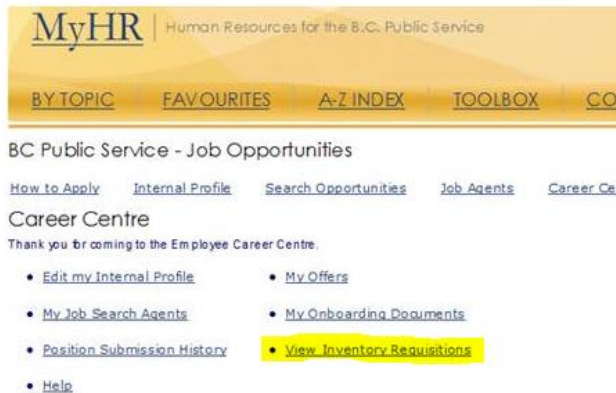 MyHR | Human Resources for the B.C. Public Service
BY TOPIC FAVOURITES A-Z INDEX TOOLBOX CO
BC Public Service - Job Opportunities
How to Apply Internal Profile Search Opportunities Job Agents Career Ce
Career Centre
Thank you for coming to the Employee Career Centre.
• Edit my Internal Profile • My Offers
• My Job Search Agents • My Onboarding Documents
• Position Submission History • View Inventory Requisitions
• Help